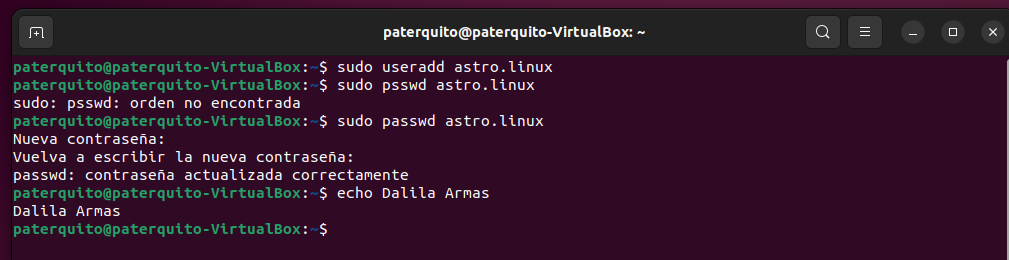 paterquito@paterquito-VirtualBox: ~
paterquito@paterquito-VirtualBox:~$ sudo useradd astro.linux
paterquito@paterquito-VirtualBox:~$ sudo psswd astro.linux
sudo: psswd: orden no encontrada
paterquito@paterquito-VirtualBox:~$ sudo passwd astro.linux
Nueva contraseña:
Vuelva a escribir la nueva contraseña:
passwd: contraseña actualizada correctamente
paterquito@paterquito-VirtualBox:~$ echo Dalila Armas
Dalila Armas
paterquito@paterquito-VirtualBox:~$